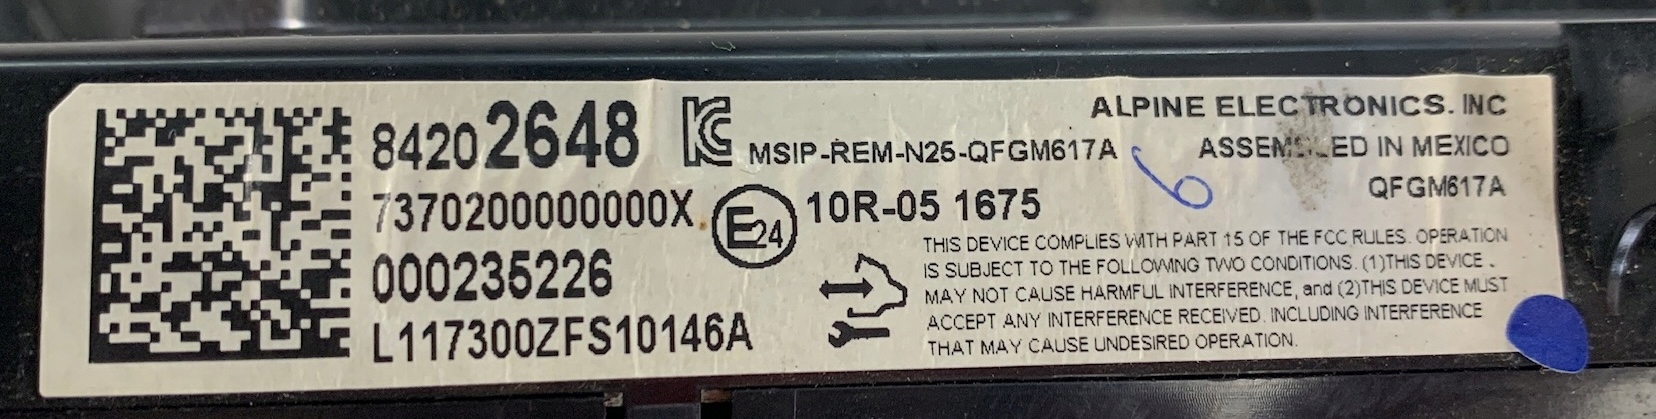 84202648
7370200000000X
000235226
L117300ZFS10146A
KC MSIP-REM-N25-QFGM617A
E24 10R-05 1675
ALPINE ELECTRONICS. INC
ASSEMBLED IN MEXICO
QFGM617A
6
THIS DEVICE COMPLIES WITH PART 15 OF THE FCC RULES. OPERATION
IS SUBJECT TO THE FOLLOWING TWO CONDITIONS. (1)THIS DEVICE
MAY NOT CAUSE HARMFUL INTERFERENCE, and (2)THIS DEVICE MUST
ACCEPT ANY INTERFERENCE RECEIVED. INCLUDING INTERFERENCE
THAT MAY CAUSE UNDESIRED OPERATION.